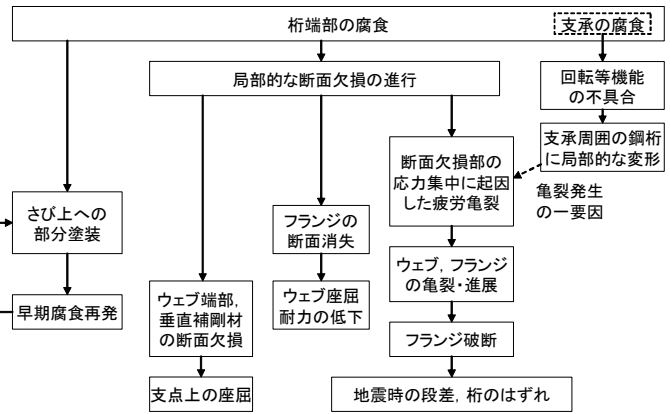 桁端部の腐食
支承の腐食
局部的な断面欠損の進行
回転等機能
の不具合
支承周囲の鋼桁
に局部的な変形
断面欠損部の
応力集中に起因
した疲労亀裂
亀裂発生
の一要因
さび上への
部分塗装
フランジの
断面消失
ウェブ，フランジ
の亀裂・進展
ウェブ端部，
垂直補剛材
の断面欠損
ウェブ座屈
耐力の低下
早期腐食再発
フランジ破断
支点上の座屈
地震時の段差，桁のはずれ